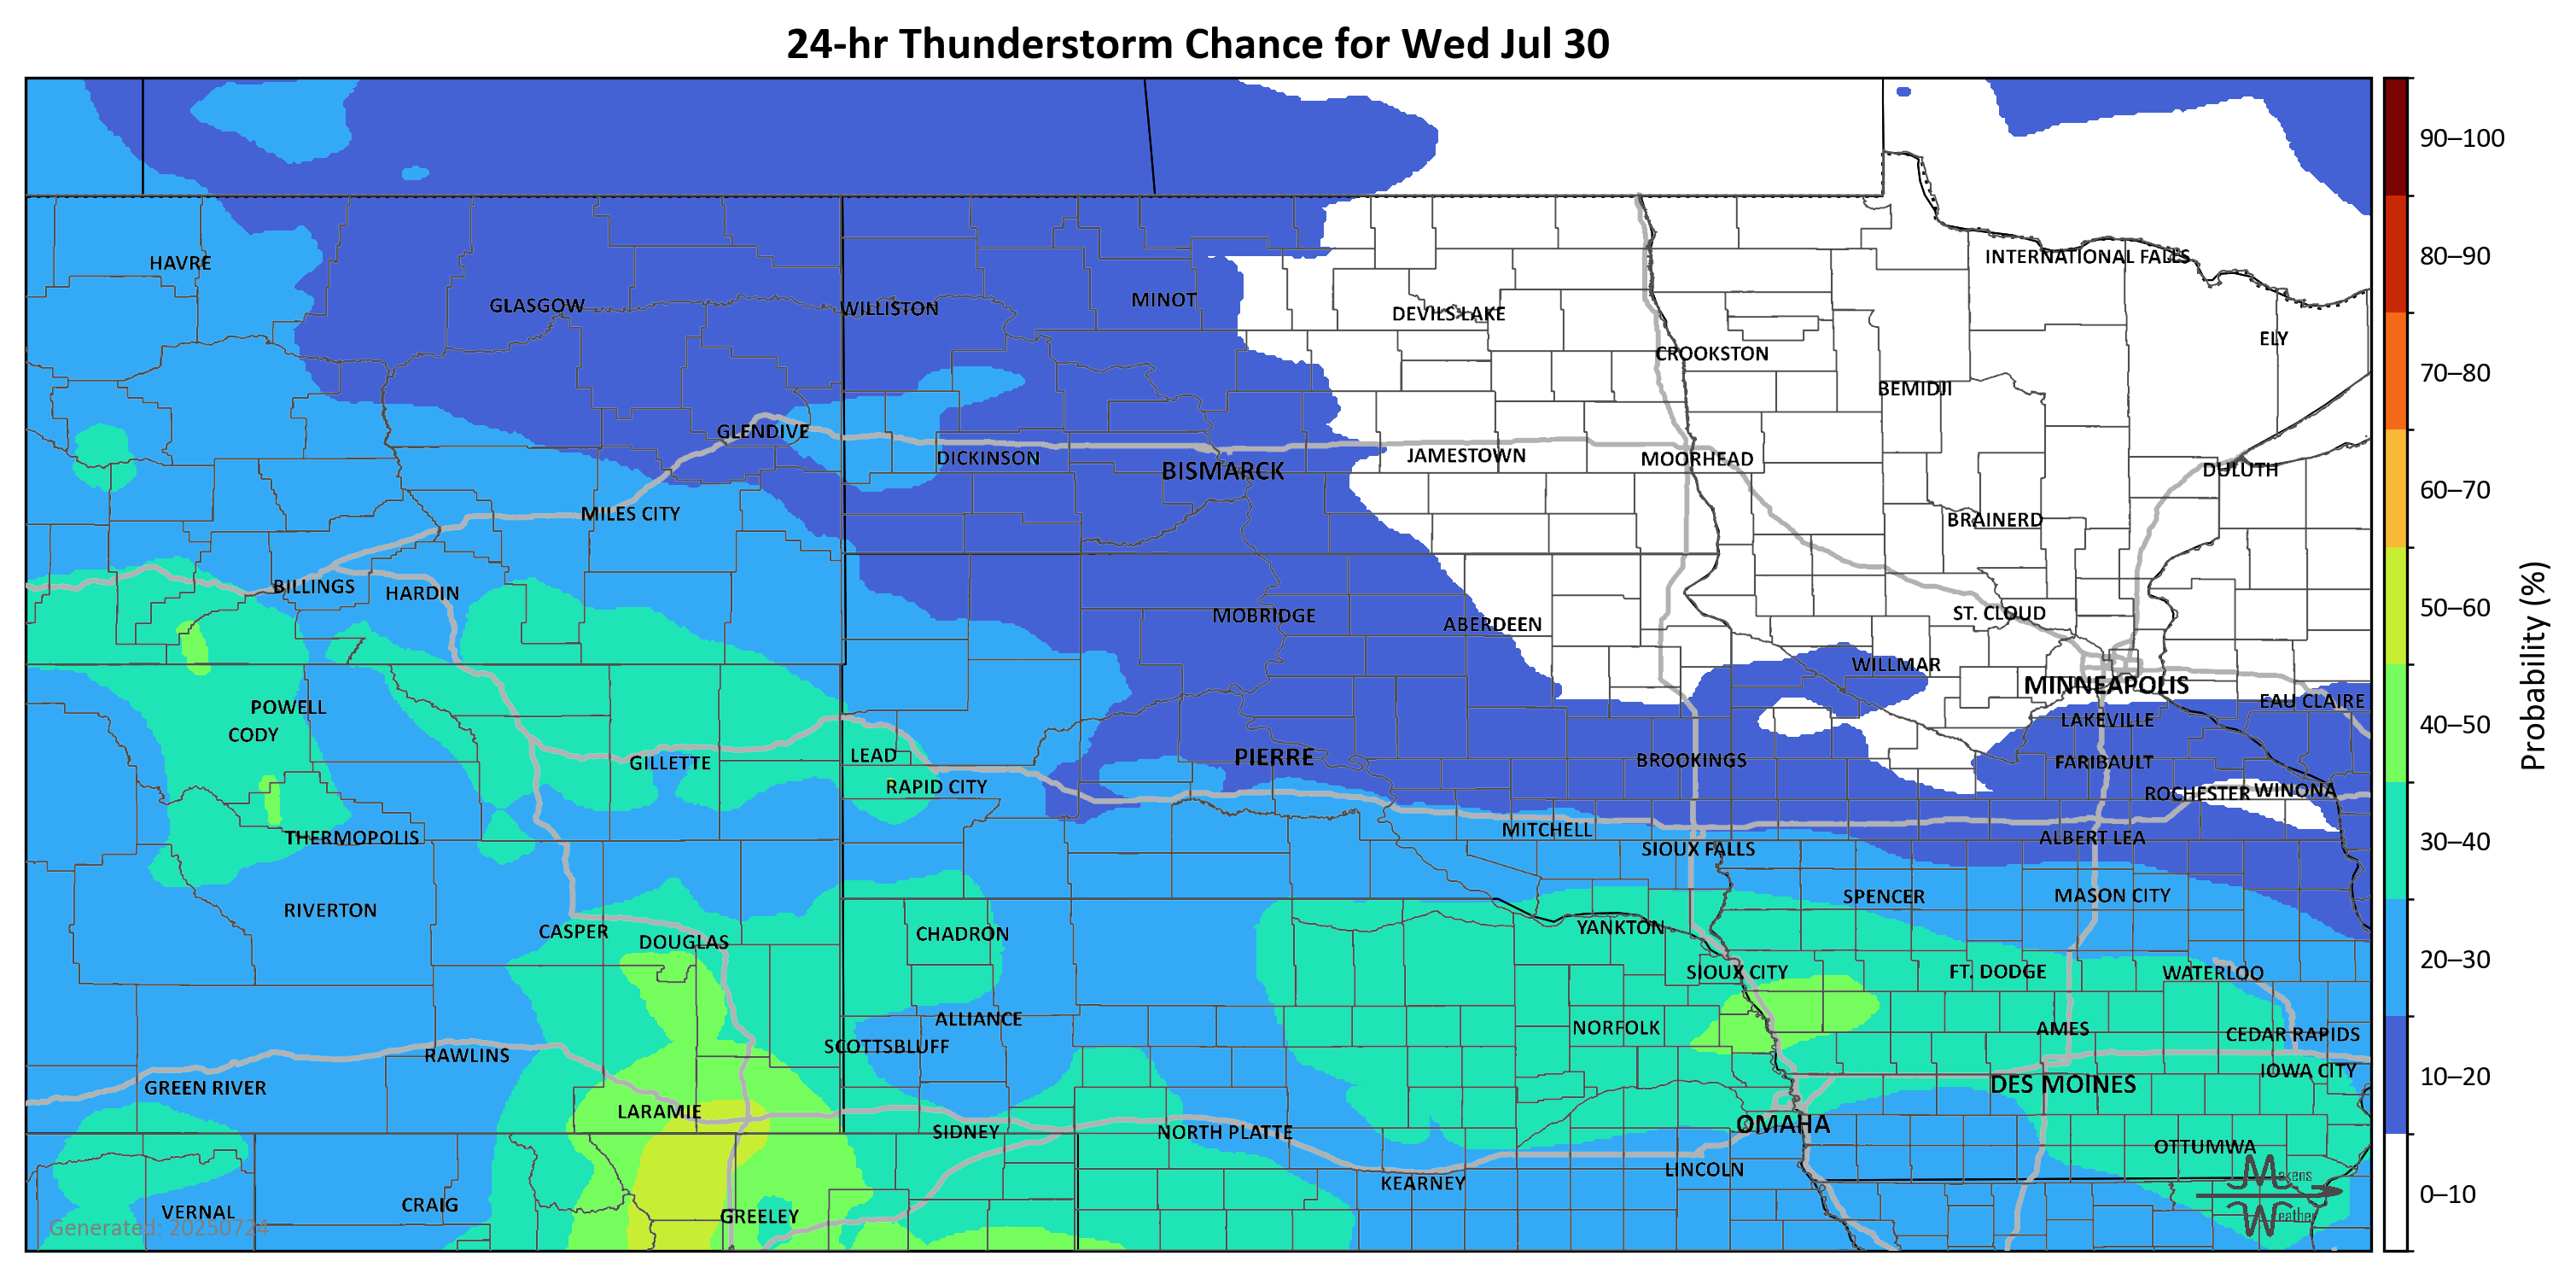 24-hr Thunderstorm Chance for Wed Jul 30
90–100
HAVRE
INTERNATIONAL FALLS
80–90
GLASGOW
WILLISTON
MINOT
DEVILS LAKE
ELY
CROOKSTON
70–80
BEMIDJI
GLENDIVE
DICKINSON
BISMARCK
JAMESTOWN
MOORHEAD
DULUTH
60–70
MILES CITY
BRAINERD
BILLINGS
HARDIN
MOBRIDGE
ABERDEEN
ST. CLOUD
50–60
WILLMAR
MINNEAPOLIS
Probability (%)
POWELL
EAU CLAIRE
CODY
LAKEVILLE
40–50
GILLETTE
LEAD
PIERRE
BROOKINGS
FARIBAULT
RAPID CITY
ROCHESTER
WINONA
THERMOPOLIS
MITCHELL
ALBERT LEA
30–40
SIOUX FALLS
RIVERTON
SPENCER
MASON CITY
CASPER
DOUGLAS
CHADRON
YANKTON
20–30
SIOUX CITY
FT. DODGE
WATERLOO
ALLIANCE
NORFOLK
AMES
CEDAR RAPIDS
RAWLINS
SCOTTSBLUFF
GREEN RIVER
DES MOINES
IOWA CITY
10–20
LARAMIE
OMAHA
SIDNEY
NORTH PLATTE
OTTUMWA
LINCOLN
KEARNEY
Makens
VERNAL
CRAIG
GREELEY
Weather
0–10
Generated: 20250724